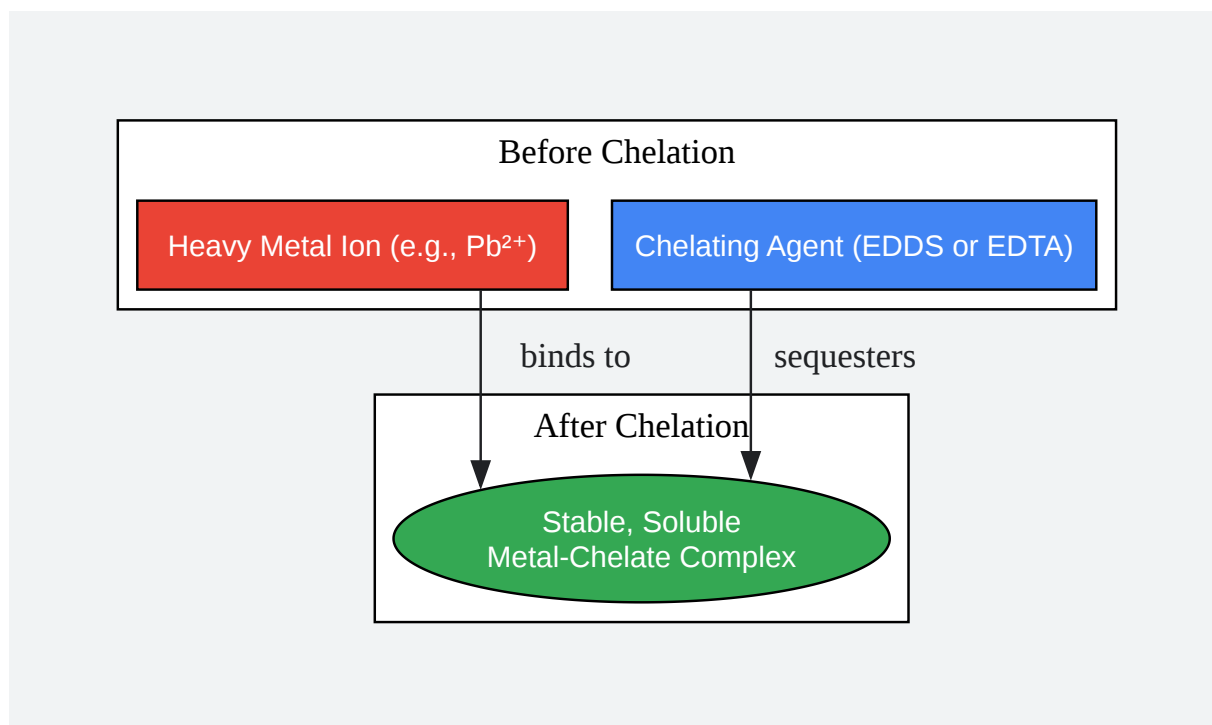 Before Chelation
Heavy Metal Ion (e.g., Pb²⁺)
Chelating Agent (EDDS or EDTA)
binds to
sequesters
After Chelation
Stable, Soluble
Metal-Chelate Complex